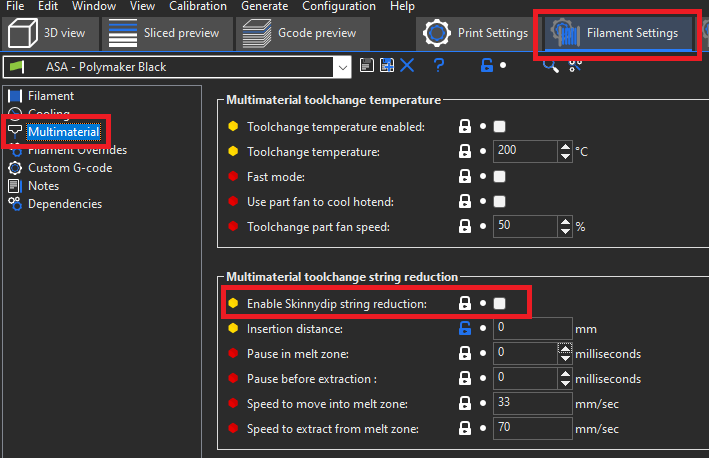 File Edit Window View Calibration Generate Configuration Help
3D view Sliced preview Gcode preview Print Settings Filament Settings
ASA - Polymaker Black
Filament
Cooling
Multimaterial
Filament Overrides
Custom G-code
Notes
Dependencies
Multimaterial toolchange temperature
Toolchange temperature enabled:
Toolchange temperature: 200 °C
Fast mode:
Use part fan to cool hotend:
Toolchange part fan speed: 50 %
Multimaterial toolchange string reduction
Enable Skinnydip string reduction:
Insertion distance: 0 mm
Pause in melt zone: 0 milliseconds
Pause before extraction : 0 milliseconds
Speed to move into melt zone: 33 mm/sec
Speed to extract from melt zone: 70 mm/sec